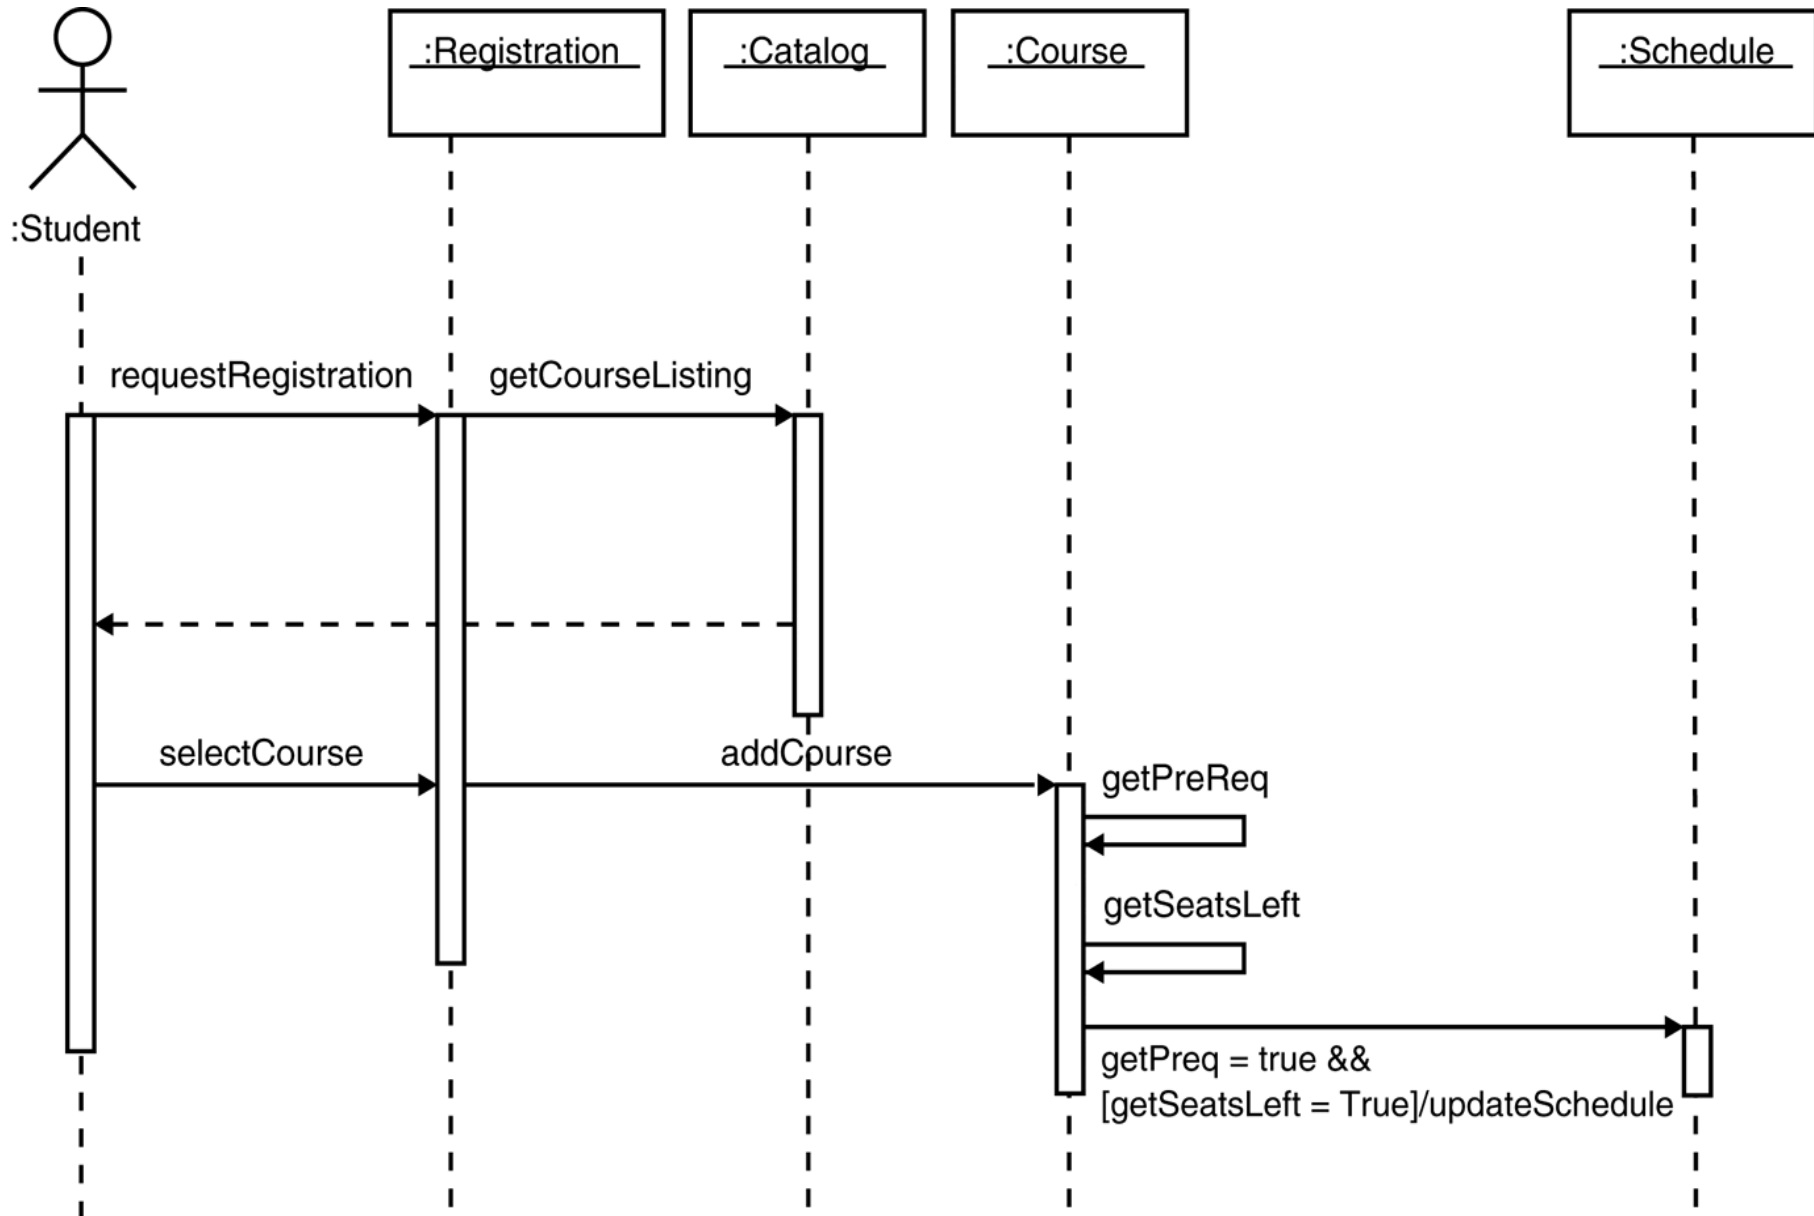 :Registration
:Catalog
:Course
:Schedule
:Student
requestRegistration
getCourseListing
selectCourse
addCourse
getPreReq
getSeatsLeft
getPreq = true &&
[getSeatsLeft = True]/updateSchedule